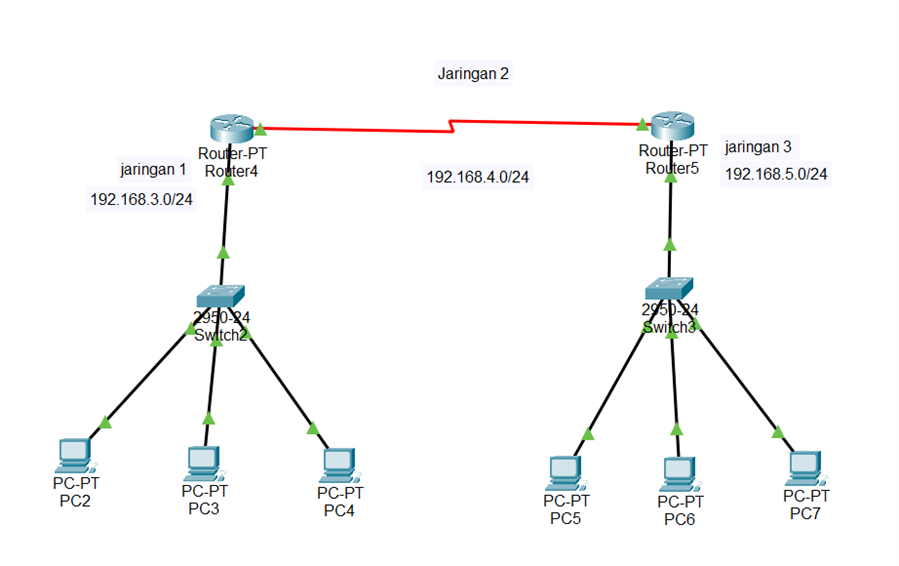 Jaringan 2
Router-PT
Router4
Router-PT
Router5
jaringan 1
192.168.3.0/24
192.168.4.0/24
jaringan 3
192.168.5.0/24
2950-24
Switch2
2950-24
Switch3
PC-PT
PC2
PC-PT
PC3
PC-PT
PC4
PC-PT
PC5
PC-PT
PC6
PC-PT
PC7